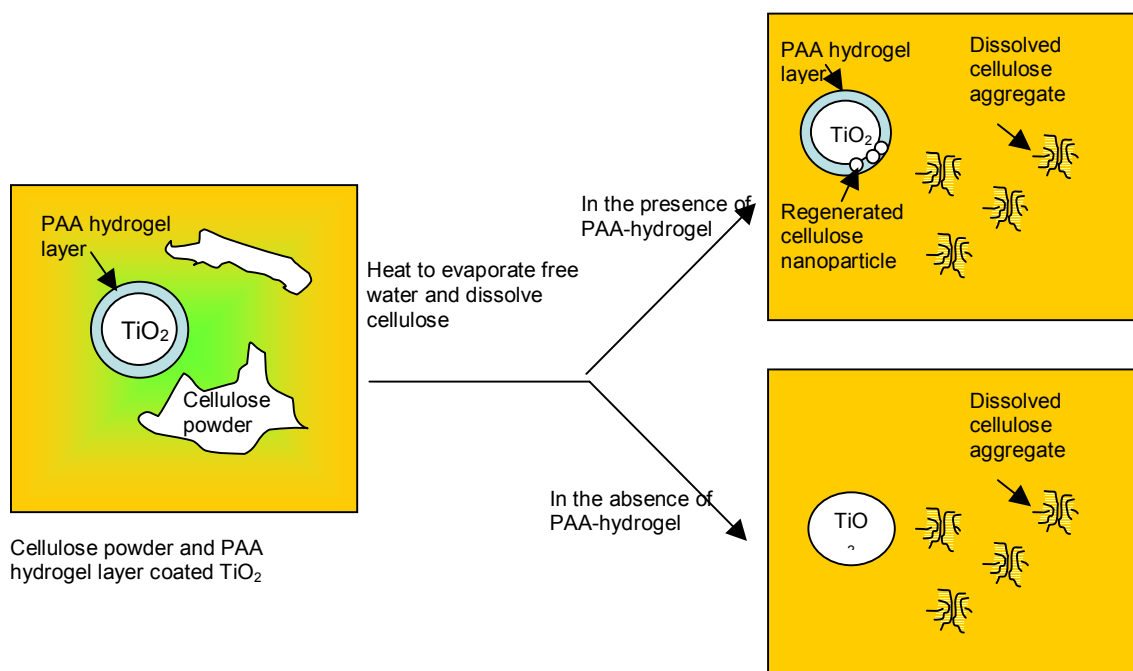 PAA hydrogel
layer
TiO₂
Cellulose
powder
Cellulose powder and PAA
hydrogel layer coated TiO₂
Heat to evaporate free
water and dissolve
cellulose
In the presence of
PAA-hydrogel
In the absence of
PAA-hydrogel
PAA hydrogel
layer
TiO₂
Regenerated
cellulose
nanoparticle
Dissolved
cellulose
aggregate
Dissolved
cellulose
aggregate
TiO